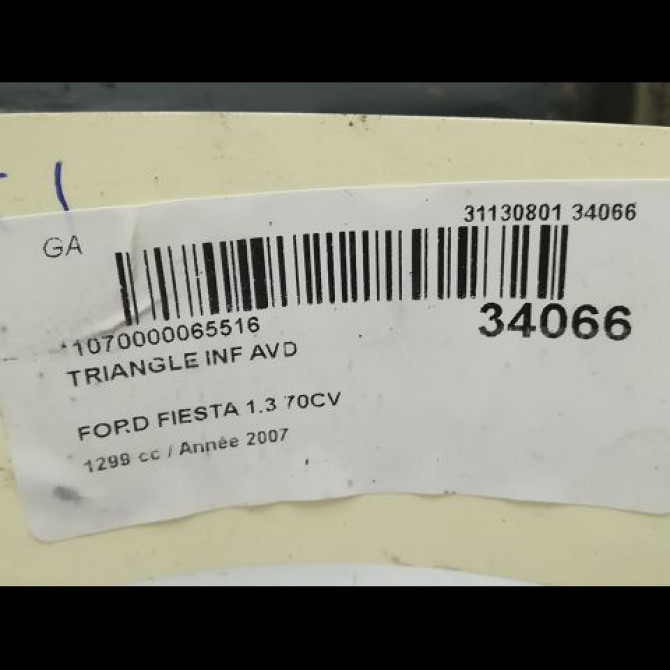 31130801 34066
GA
34066
*1070000065516
TRIANGLE INF AVD
FORD FIESTA 1.3 70CV
1299 cc / Année 2007